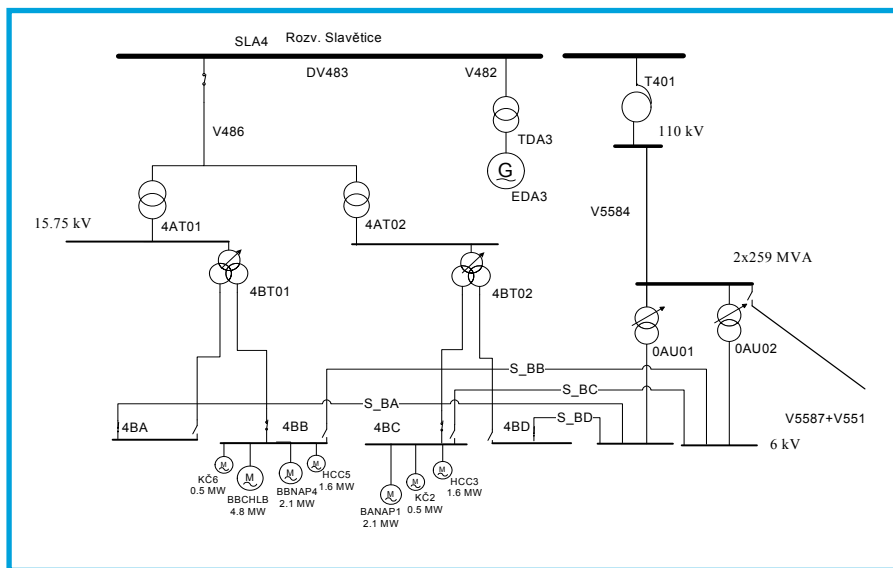 SLA4 Rozv. Slavětice
DV483
V482
T401
110 kV
V486
TDA3
G
EDA3
V5584
15.75 kV
4AT01
4AT02
2x259 MVA
4BT01
4BT02
0AU01
0AU02
S_BB
S_BC
S_BA
S_BD
V5587+V551
4BA
4BB
4BC
4BD
6 kV
M
KČ6
0.5 MW
M
BBCHLB
4.8 MW
M
BBNAP4
2.1 MW
M
HCC5
1.6 MW
M
BANAP1
2.1 MW
M
KČ2
0.5 MW
M
HCC3
1.6 MW